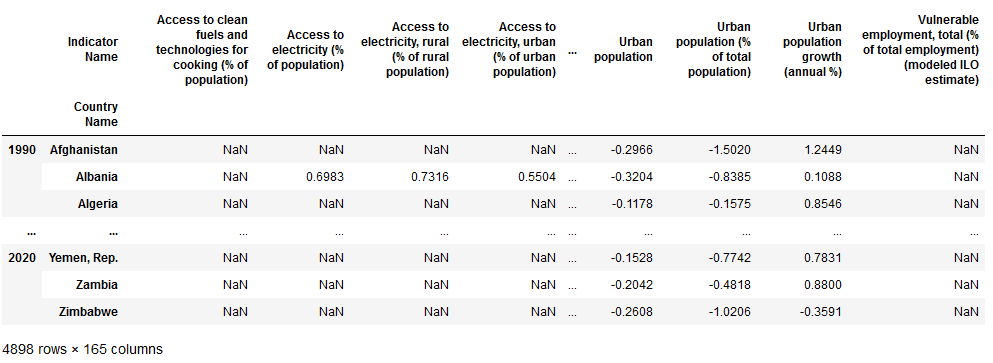 Indicator Name Access to clean fuels and technologies for cooking (% of population) Access to electricity (% of population) Access to electricity, rural (% of rural population) Access to electricity, urban (% of urban population) ... Urban population Urban population (% of total population) Urban population growth (annual %) Vulnerable employment, total (% of total employment) (modeled ILO estimate)
Country Name
1990 Afghanistan NaN NaN NaN NaN ... -0.2966 -1.5020 1.2449 NaN
Albania NaN 0.6983 0.7316 0.5504 ... -0.3204 -0.8385 0.1088 NaN
Algeria NaN NaN NaN NaN ... -0.1178 -0.1575 0.8546 NaN
... ... ... ... ... ... ... ... ... ... ...
2020 Yemen, Rep. NaN NaN NaN NaN ... -0.1528 -0.7742 0.7831 NaN
Zambia NaN NaN NaN NaN ... -0.2042 -0.4818 0.8800 NaN
Zimbabwe NaN NaN NaN NaN ... -0.2608 -1.0206 -0.3591 NaN
4898 rows × 165 columns